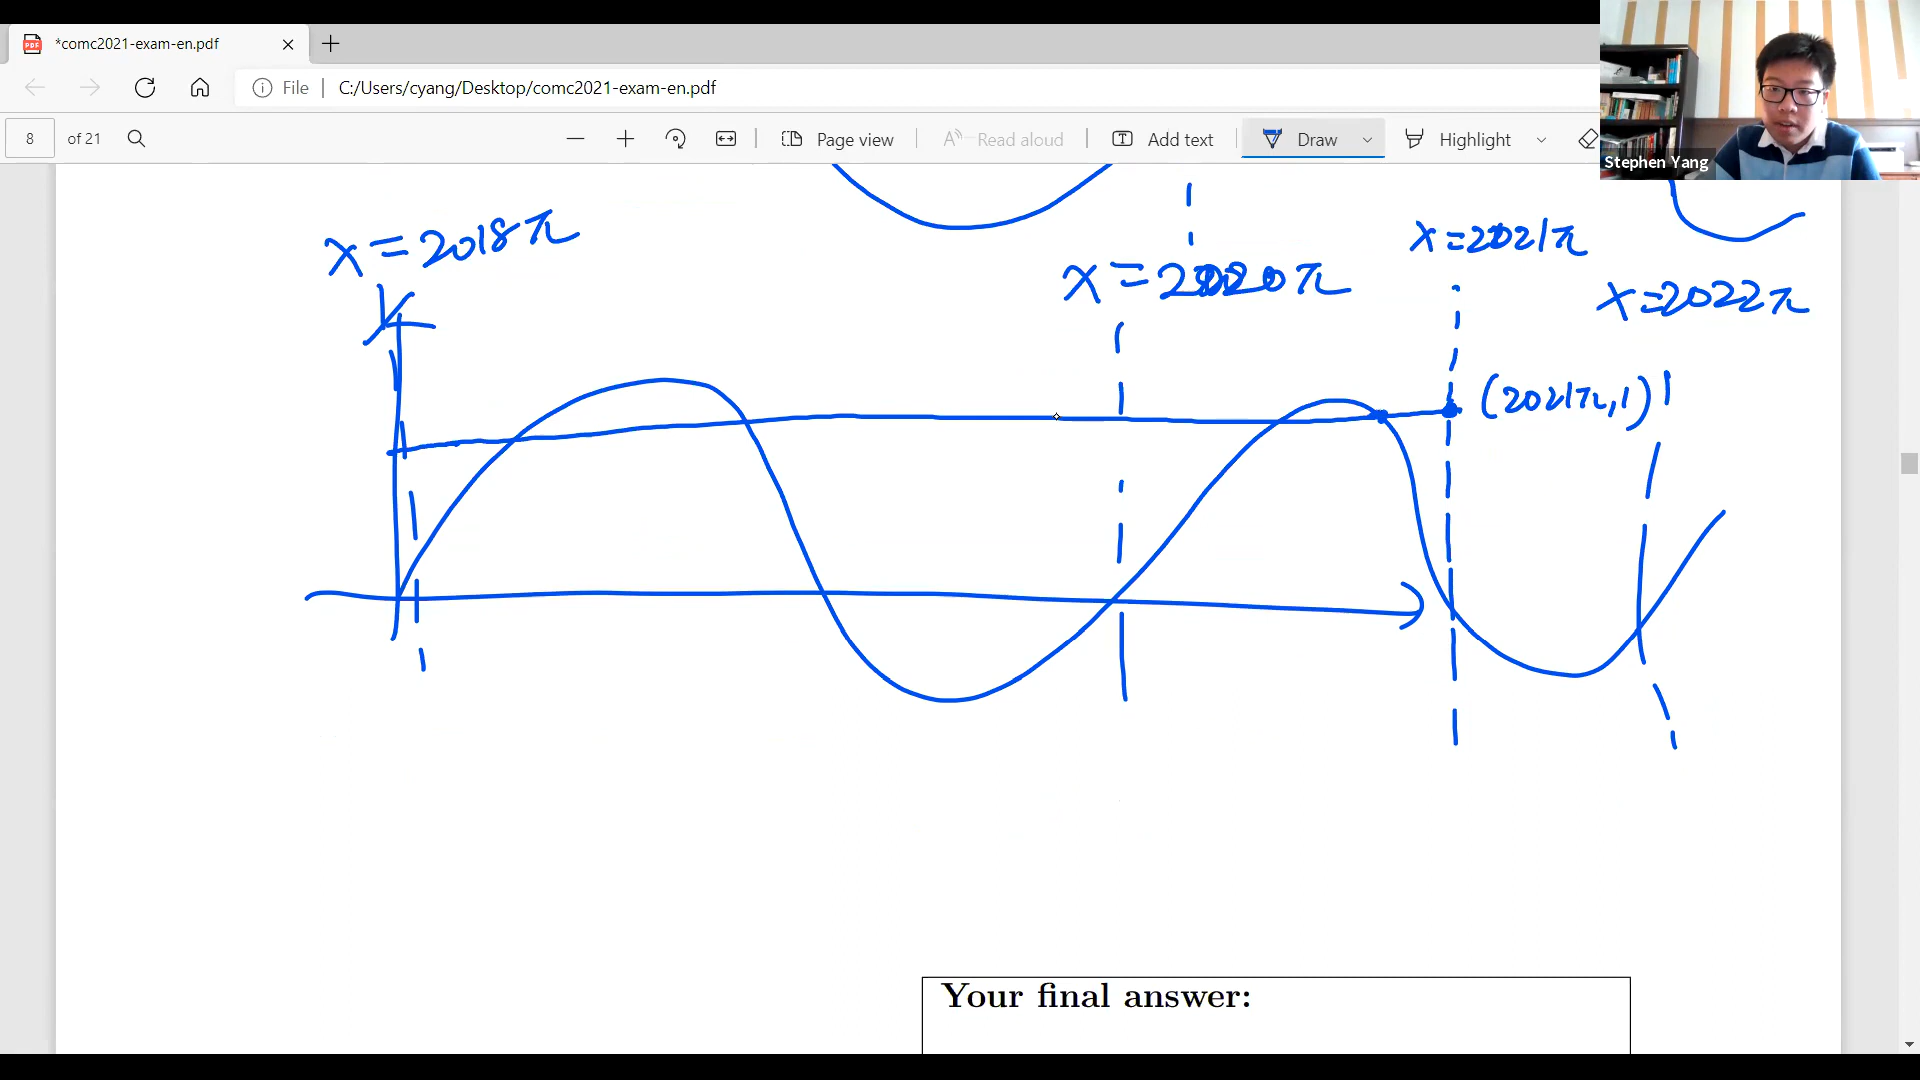 *comc2021-exam-en.pdf
File C:/Users/cyang/Desktop/comc2021-exam-en.pdf
8 of 21
Page view
Read aloud
Add text
Draw
Highlight
Stephen Yang
x=2018π
x=2020π
x=2021π
x=2022π
(2021π,1)
Your final answer: